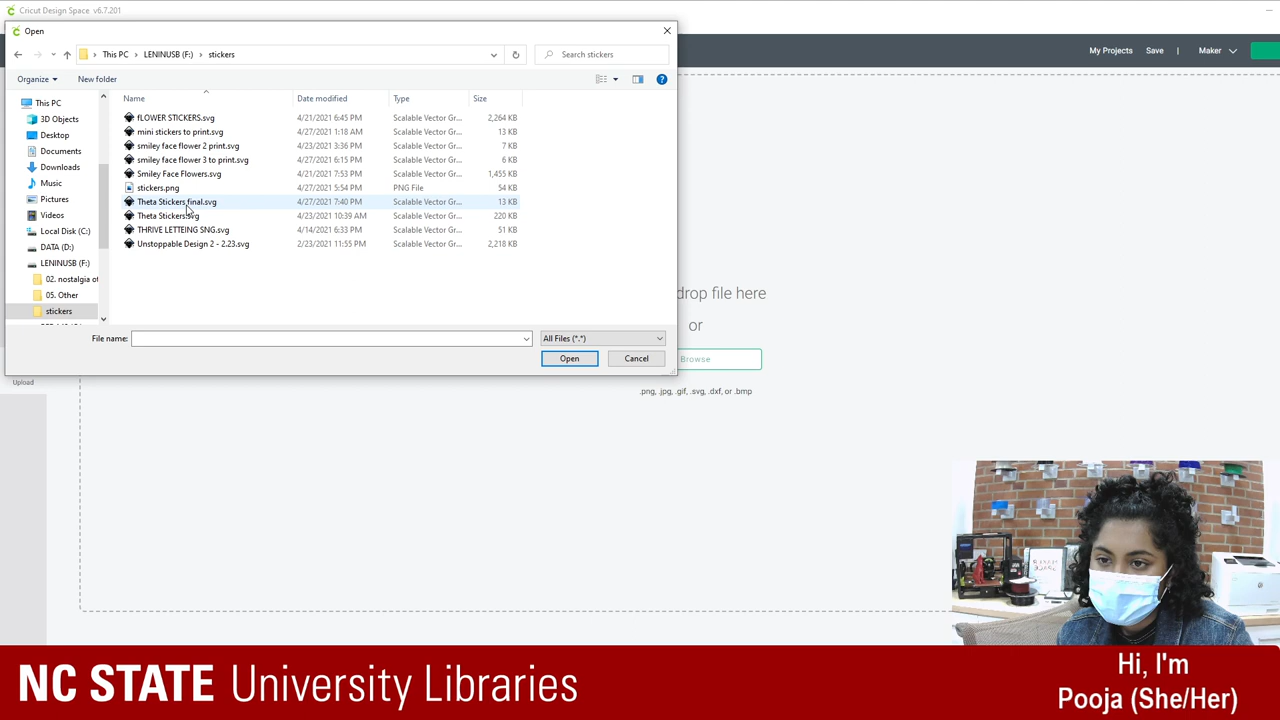 Cricut Design Space v6.7.201
Open
This PC > LENINUSB (F:) > stickers
Search stickers
My Projects Save | Maker
Organize New folder
Name Date modified Type Size
This PC
3D Objects
Desktop
Documents
Downloads
Music
Pictures
Videos
Local Disk (C:)
DATA (D:)
LENINUSB (F:)
02. nostalgia of
05. Other
stickers
fLOWER STICKERS.svg 4/21/2021 6:45 PM Scalable Vector Gr... 2,264 KB
mini stickers to print.svg 4/27/2021 1:18 AM Scalable Vector Gr... 13 KB
smiley face flower 2 print.svg 4/23/2021 3:36 PM Scalable Vector Gr... 7 KB
smiley face flower 3 to print.svg 4/27/2021 6:15 PM Scalable Vector Gr... 6 KB
Smiley Face Flowers.svg 4/21/2021 7:53 PM Scalable Vector Gr... 1,455 KB
stickers.png 4/27/2021 5:54 PM PNG File 54 KB
Theta Stickers final.svg 4/27/2021 7:40 PM Scalable Vector Gr... 13 KB
Theta Stickers.svg 4/23/2021 10:39 AM Scalable Vector Gr... 220 KB
THRIVE LETTEING SNG.svg 4/14/2021 6:33 PM Scalable Vector Gr... 51 KB
Unstoppable Design 2 - 2.23.svg 2/23/2021 11:55 PM Scalable Vector Gr... 2,218 KB
drop file here
or
File name: All Files (*.*)
Open Cancel
Browse
Upload
.png, .jpg, .gif, .svg, .dxf, or .bmp
NC STATE University Libraries
Hi, I'm
Pooja (She/Her)